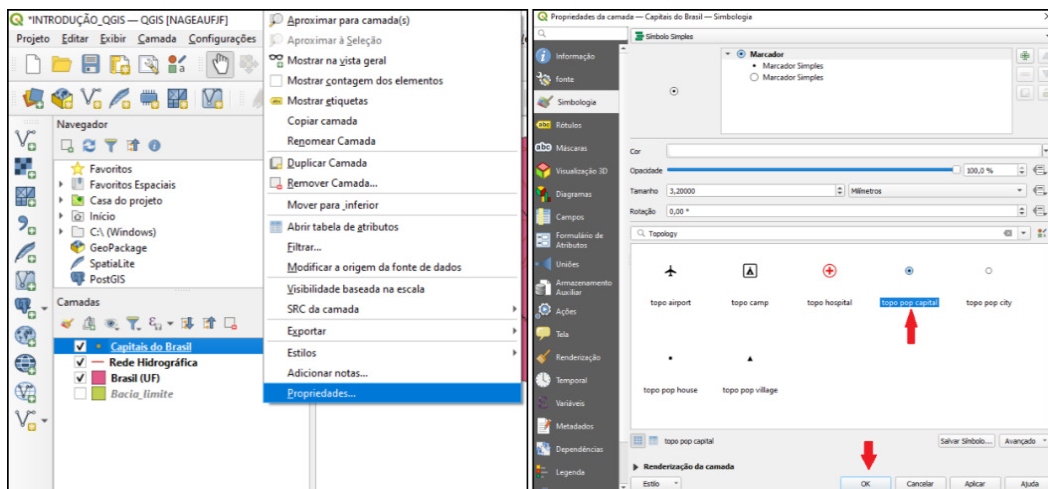 *INTRODUÇÃO_QGIS — QGIS [NAGEAUFJF]
Projeto Editar Exibir Camada Configurações
Navegador
Favoritos
Favoritos Espaciais
Casa do projeto
Início
C:\ (Windows)
GeoPackage
SpatiaLite
PostGIS
Camadas
Capitais do Brasil
Rede Hidrográfica
Brasil (UF)
Bacia_limite
Aproximar para camada(s)
Aproximar à Seleção
Mostrar na vista geral
Mostrar contagem dos elementos
abc Mostrar etiquetas
Copiar camada
Renomear Camada
Duplicar Camada
Remover Camada...
Mover para inferior
Abrir tabela de atributos
Filtrar...
Modificar a origem da fonte de dados
Visibilidade baseada na escala
SRC da camada
Exportar
Estilos
Adicionar notas...
Propriedades...
Propriedades da camada — Capitais do Brasil — Simbologia
Informação
fonte
Simbologia
abc Rótulos
abc Máscaras
Visualização 3D
Diagramas
Campos
Formulário de
Atributos
Uniões
Armazenamento
Auxiliar
Ações
Tela
Renderização
Temporal
Variáveis
Metadados
Dependências
Legenda
Símbolo Simples
Marcador
Marcador Simples
Marcador Simples
Cor
Opacidade 100,0 %
Tamanho 3,20000 Milímetros
Rotação 0,00 °
Topology
topo airport topo camp topo hospital topo pop capital topo pop city
topo pop house topo pop village
topo pop capital Salvar Símbolo... Avançado
Renderização da camada
Estilo OK Cancelar Aplicar Ajuda